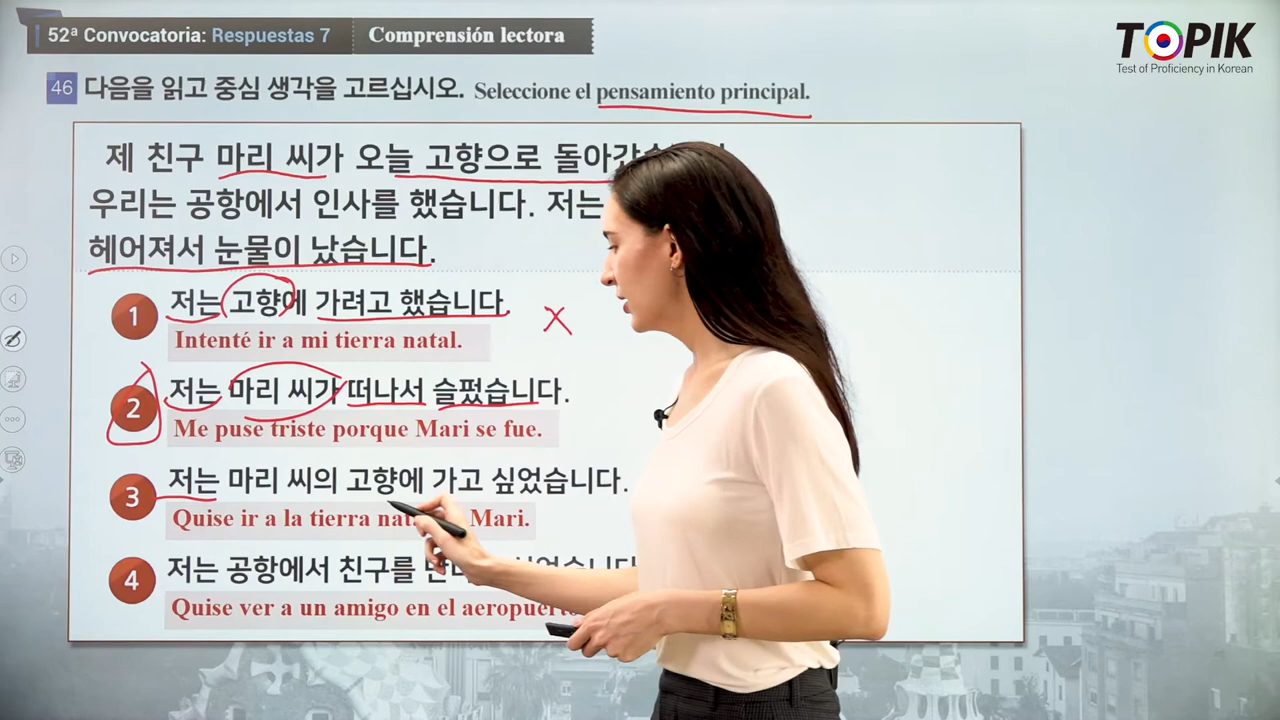 52ª Convocatoria: Respuestas 7
Comprensión lectora
TOPIK
Test of Proficiency in Korean
46 다음을 읽고 중심 생각을 고르십시오. Seleccione el pensamiento principal.
제 친구 마리 씨가 오늘 고향으로
우리는 공항에서 인사를 했습니다. 저는
헤어져서 눈물이 났습니다.
1 저는 고향에 가려고 했습니다.
Intenté ir a mi tierra natal.
2 저는 마리 씨가 떠나서 슬펐습니다.
Me puse triste porque Mari se fue.
3 저는 마리 씨의 고향에 가고 싶었습니다.
Quise ir a la tierra Mari.
4 저는 공항에서 친구를
Quise ver a un amigo en el